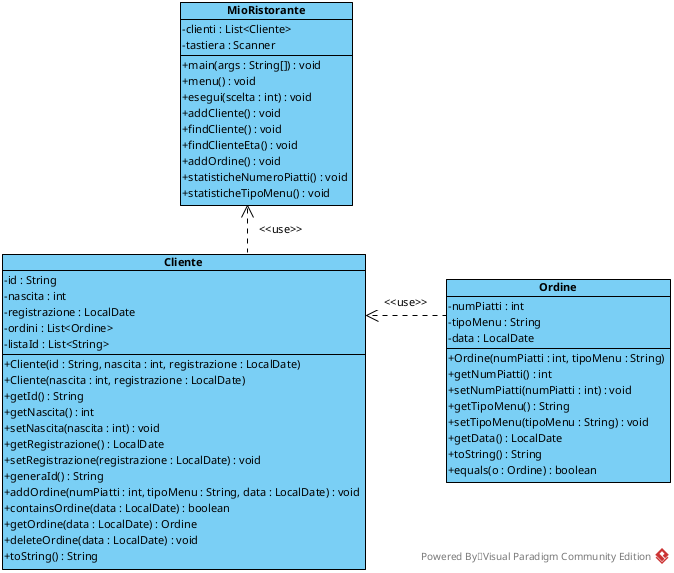 MioRistorante
-clienti : List<Cliente>
-tastiera : Scanner
+main(args : String[]) : void
+menu() : void
+esegui(scelta : int) : void
+addCliente() : void
+findCliente() : void
+findClienteEta() : void
+addOrdine() : void
+statisticheNumeroPiatti() : void
+statisticheTipoMenu() : void
<<use>>
Cliente
-id : String
-nascita : int
-registrazione : LocalDate
-ordini : List<Ordine>
-listaId : List<String>
+Cliente(id : String, nascita : int, registrazione : LocalDate)
+Cliente(nascita : int, registrazione : LocalDate)
+getId() : String
+getNascita() : int
+setNascita(nascita : int) : void
+getRegistrazione() : LocalDate
+setRegistrazione(registrazione : LocalDate) : void
+generaId() : String
+addOrdine(numPiatti : int, tipoMenu : String, data : LocalDate) : void
+containsOrdine(data : LocalDate) : boolean
+getOrdine(data : LocalDate) : Ordine
+deleteOrdine(data : LocalDate) : void
+toString() : String
<<use>>
Ordine
-numPiatti : int
-tipoMenu : String
-data : LocalDate
+Ordine(numPiatti : int, tipoMenu : String)
+getNumPiatti() : int
+setNumPiatti(numPiatti : int) : void
+getTipoMenu() : String
+setTipoMenu(tipoMenu : String) : void
+getData() : LocalDate
+toString() : String
+equals(o : Ordine) : boolean
Powered By Visual Paradigm Community Edition